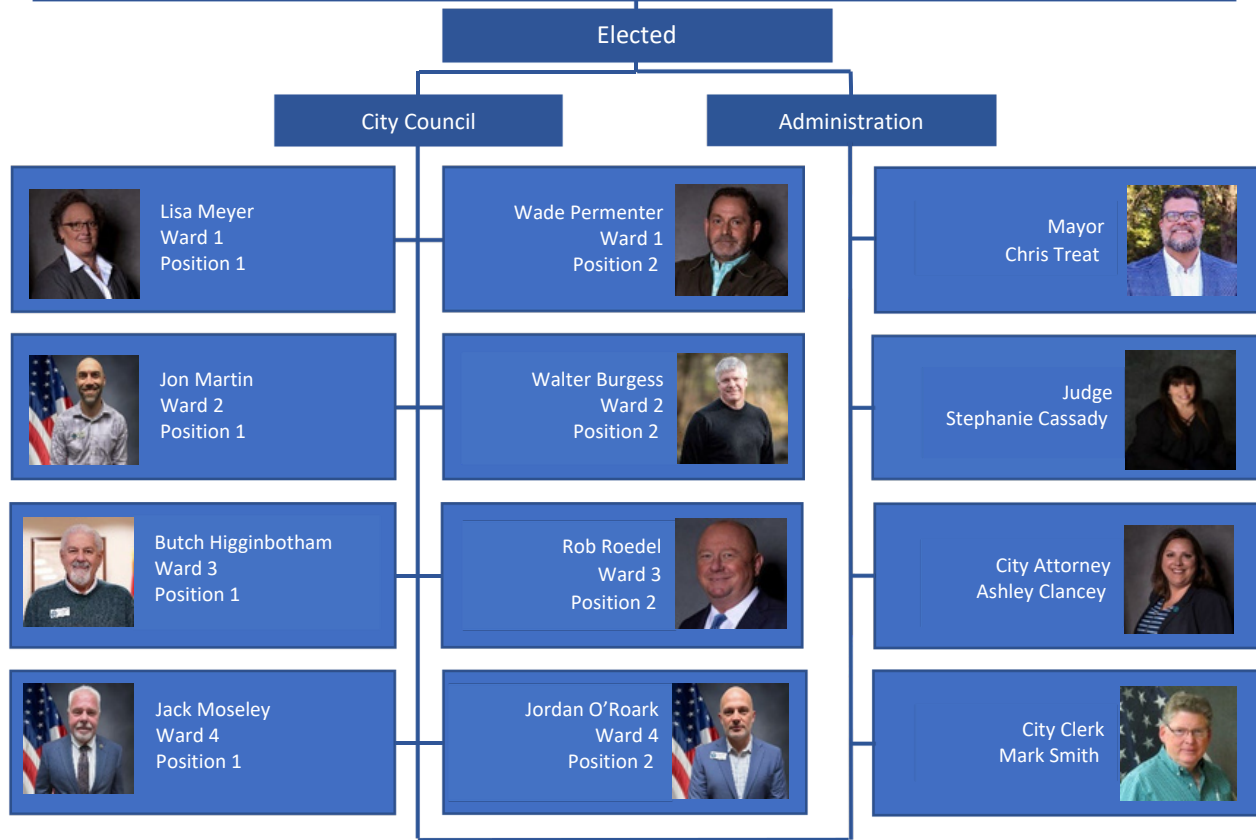 Elected
City Council
Administration
Lisa Meyer
Ward 1
Position 1
Wade Permenter
Ward 1
Position 2
Mayor
Chris Treat
Jon Martin
Ward 2
Position 1
Walter Burgess
Ward 2
Position 2
Judge
Stephanie Cassady
Butch Higginbotham
Ward 3
Position 1
Rob Roedel
Ward 3
Position 2
City Attorney
Ashley Clancey
Jack Moseley
Ward 4
Position 1
Jordan O’Roark
Ward 4
Position 2
City Clerk
Mark Smith